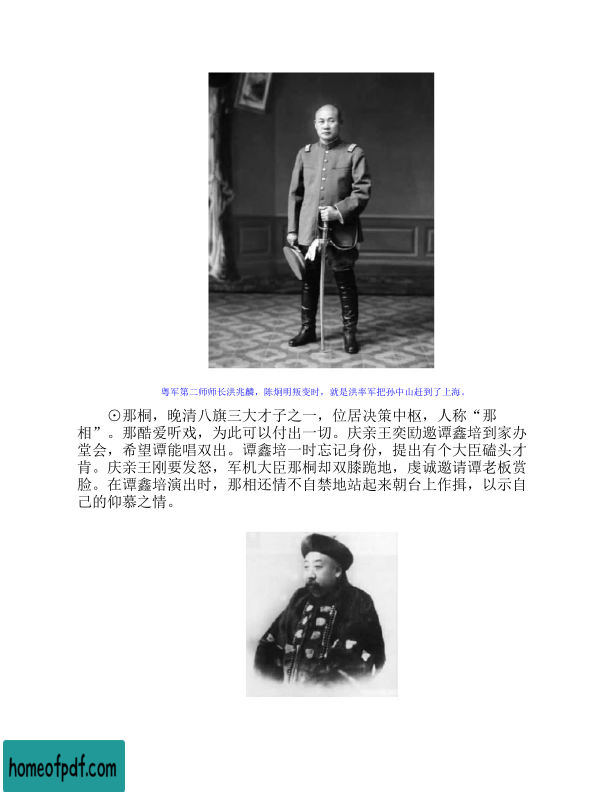 粤军第二师师长洪兆麟，陈炯明叛变时，就是洪率军把孙中山赶到了上海。
⊙那桐，晚清八旗三大才子之一，位居决策中枢，人称“那
相”。那酷爱听戏，为此可以付出一切。庆亲王奕劻邀谭鑫培到家办
堂会，希望谭能唱双出。谭鑫培一时忘记身份，提出有个大臣磕头才
肯。庆亲王刚要发怒，军机大臣那桐却双膝跪地，虔诚邀请谭老板赏
脸。在谭鑫培演出时，那相还情不自禁地站起来朝台上作揖，以示自
己的仰慕之情。
homeofpdf.com